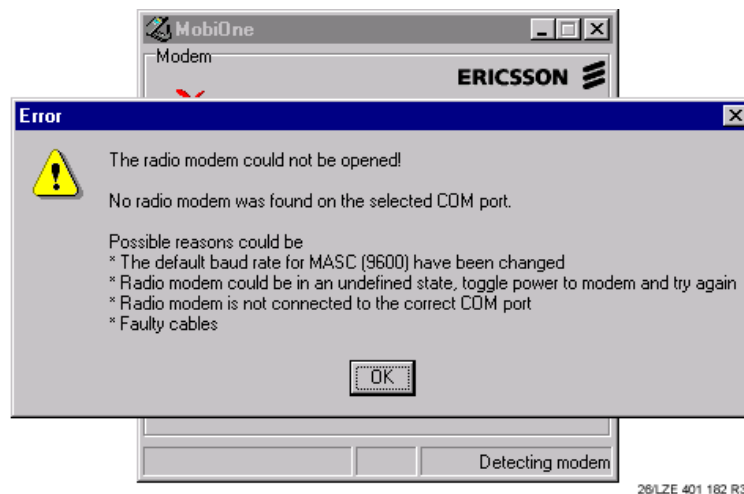 MobiOne
Modem
ERICSSON
Error
The radio modem could not be opened!
No radio modem was found on the selected COM port.
Possible reasons could be
* The default baud rate for MASC (9600) have been changed
* Radio modem could be in an undefined state, toggle power to modem and try again
* Radio modem is not connected to the correct COM port
* Faulty cables
OK
Detecting modem
26/LZE 401 182 R3